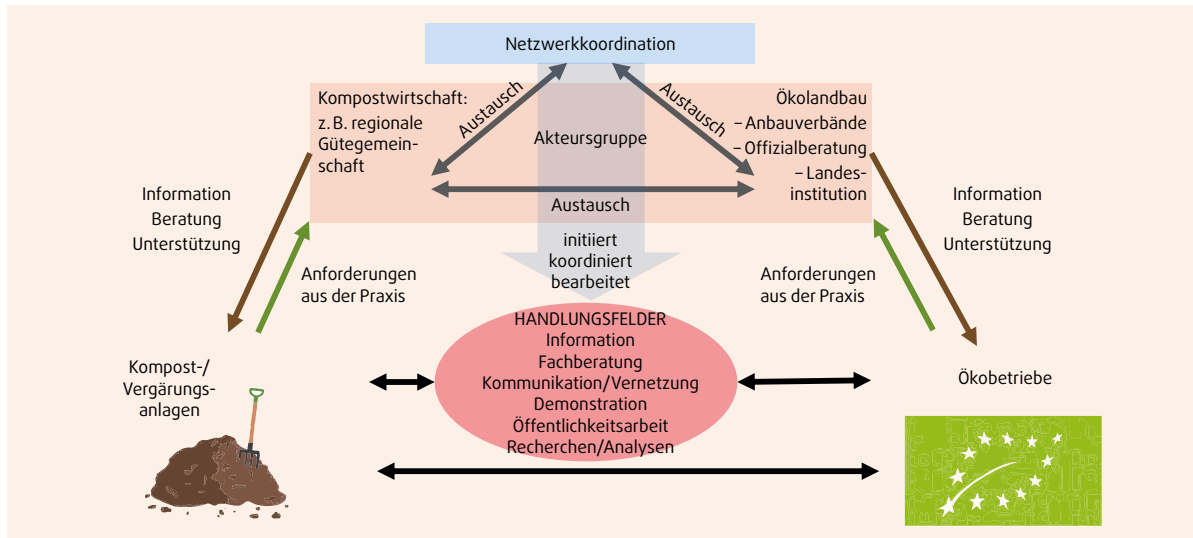 Netzwerkkoordination
Kompostwirtschaft:
z. B. regionale
Gütegemein-
schaft
Austausch
Akteursgruppe
Austausch
Ökolandbau
– Anbauverbände
– Offizialberatung
– Landes-
institution
Austausch
Information
Beratung
Unterstützung
initiiert
koordiniert
bearbeitet
Information
Beratung
Unterstützung
Anforderungen
aus der Praxis
Anforderungen
aus der Praxis
Kompost-/
Vergärungs-
anlagen
HANDLUNGSFELDER
Information
Fachberatung
Kommunikation/Vernetzung
Demonstration
Öffentlichkeitsarbeit
Recherchen/Analysen
Ökobetriebe